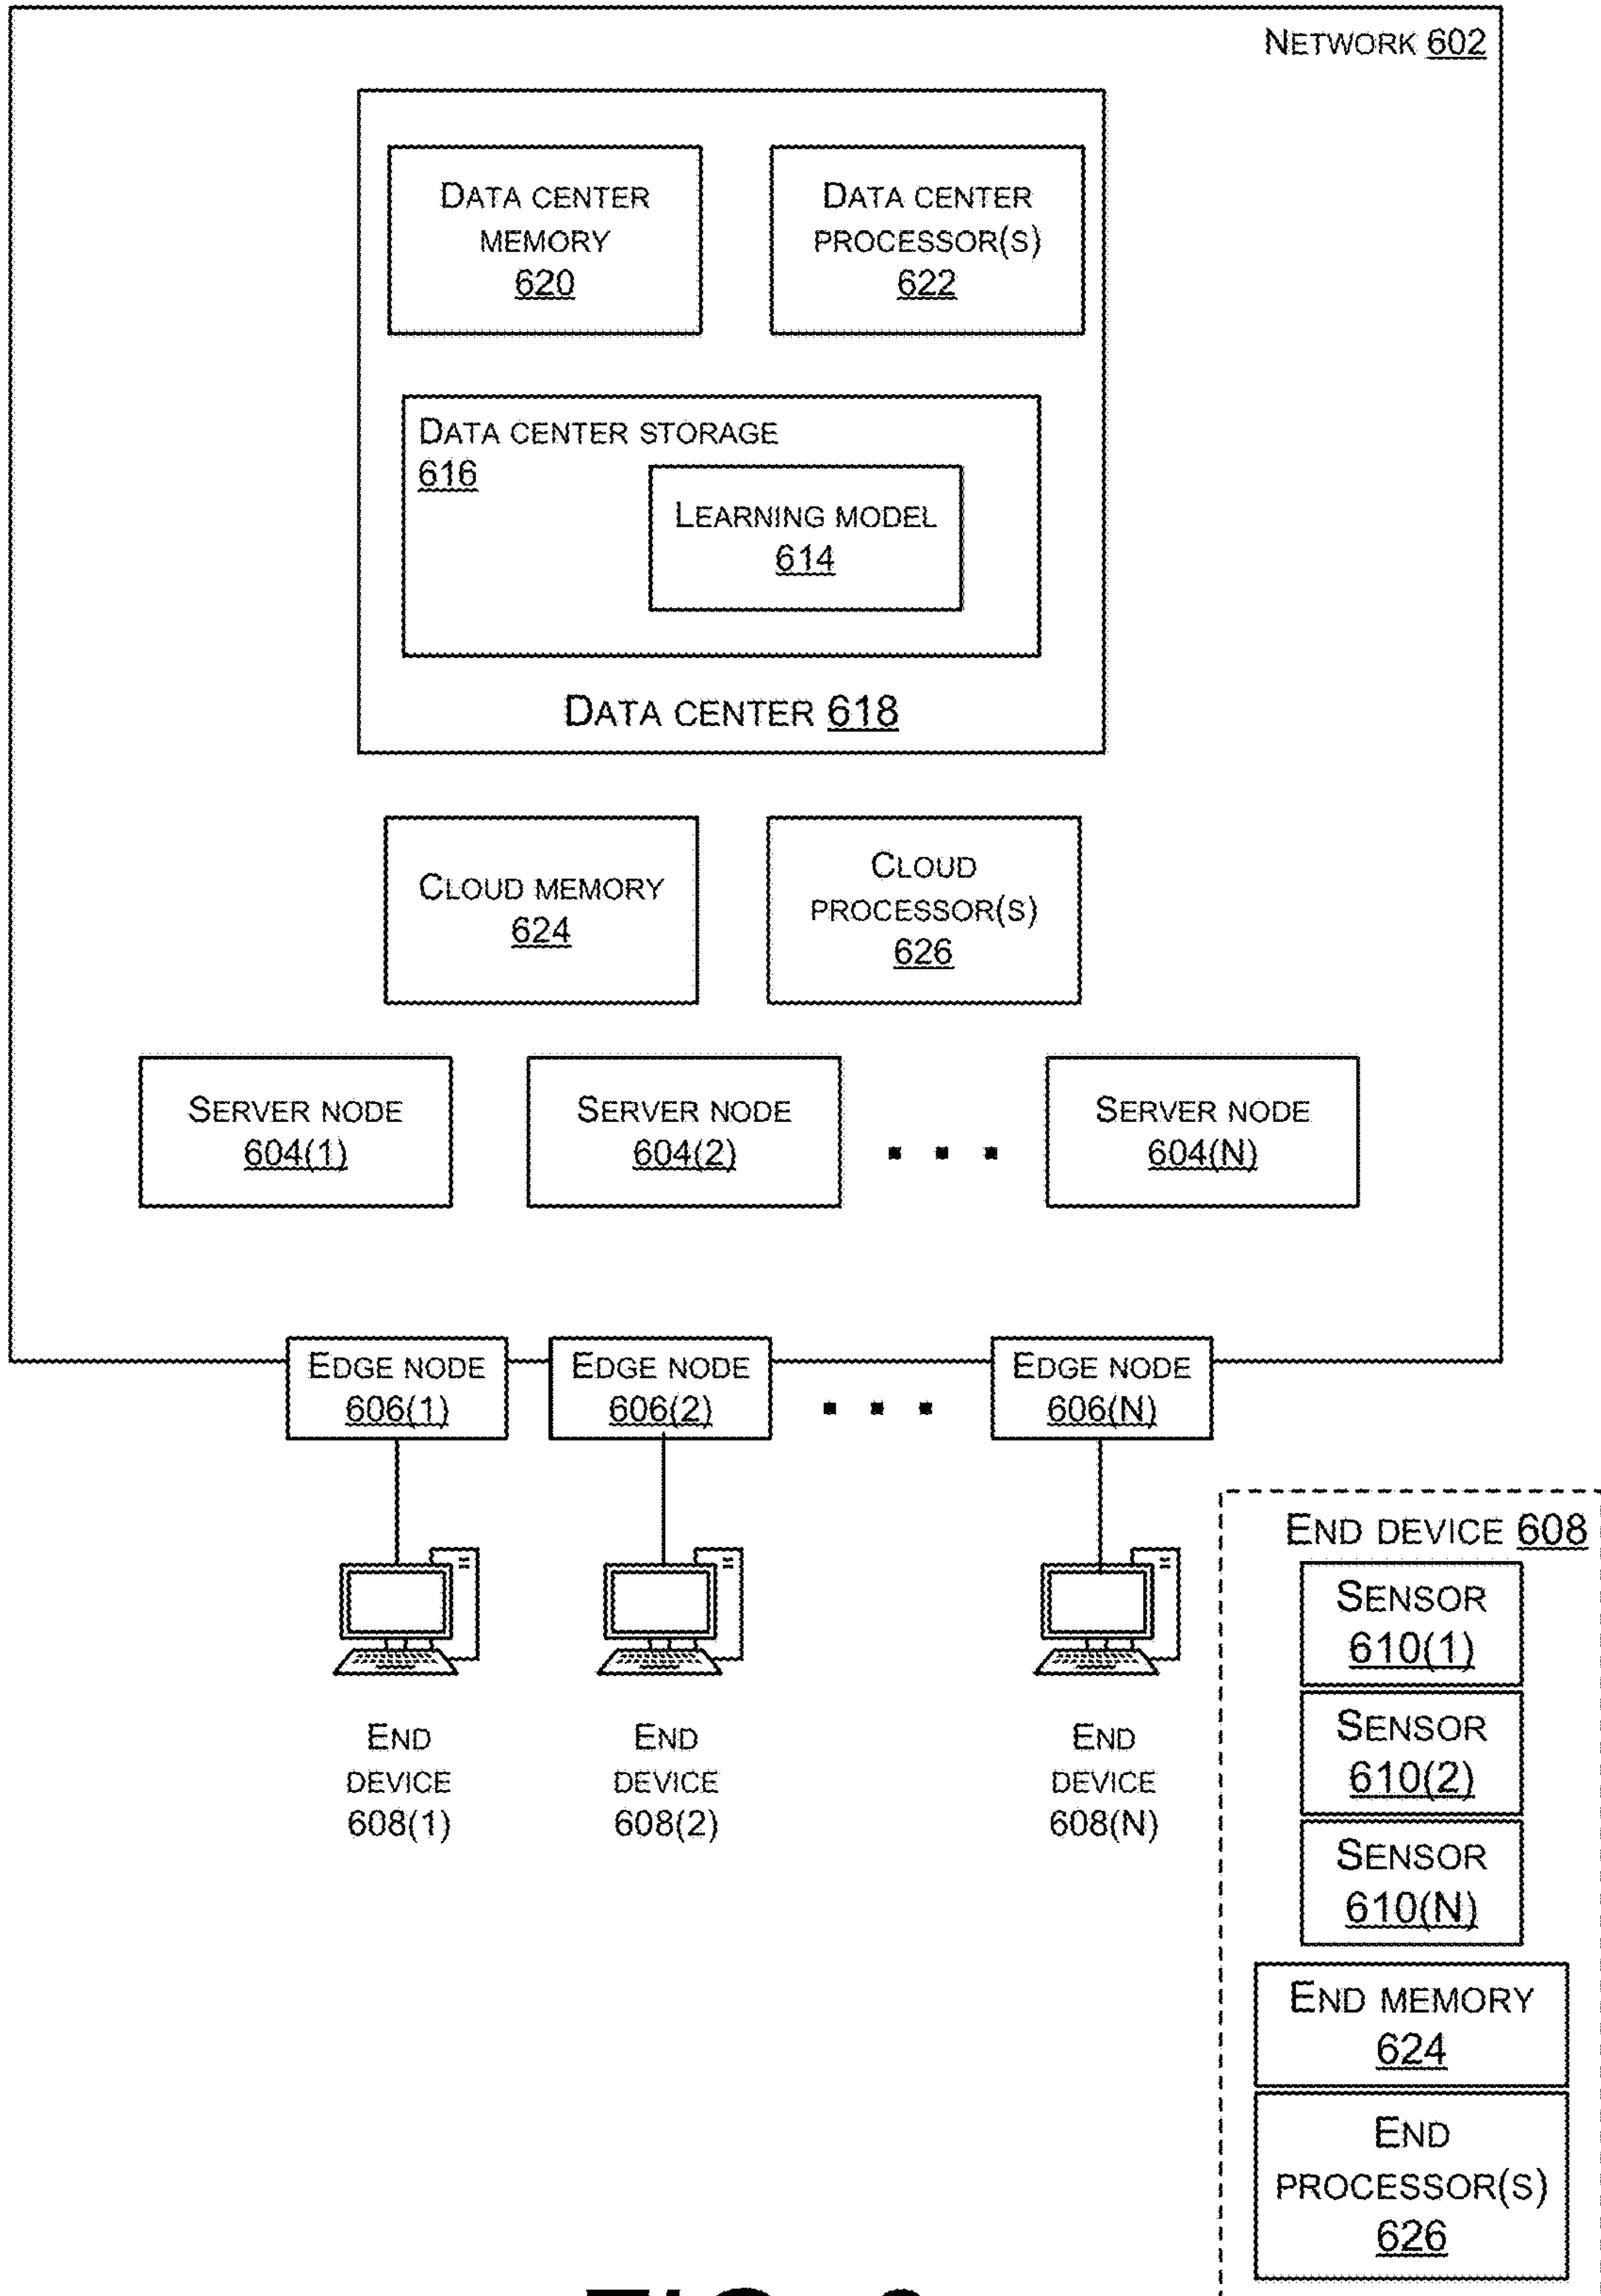 NETWORK 602
DATA CENTER
MEMORY
620
DATA CENTER
PROCESSOR(S)
622
DATA CENTER STORAGE
616
LEARNING MODEL
614
DATA CENTER 618
CLOUD MEMORY
624
CLOUD
PROCESSOR(S)
626
SERVER NODE
604(1)
SERVER NODE
604(2)
SERVER NODE
604(N)
EDGE NODE
606(1)
EDGE NODE
606(2)
EDGE NODE
606(N)
END
DEVICE
608(1)
END
DEVICE
608(2)
END
DEVICE
608(N)
END DEVICE 608
SENSOR
610(1)
SENSOR
610(2)
SENSOR
610(N)
END MEMORY
624
END
PROCESSOR(S)
626